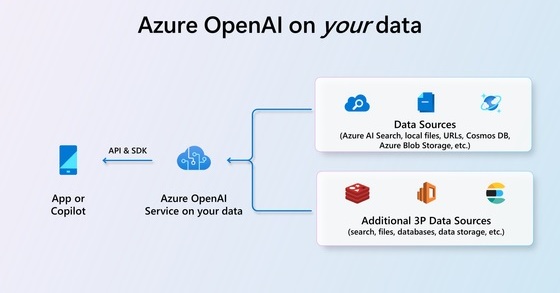 Azure OpenAI on your data
Data Sources
(Azure AI Search, local files, URLs, Cosmos DB,
Azure Blob Storage, etc.)
API & SDK
App or
Copilot
Azure OpenAI
Service on your data
Additional 3P Data Sources
(search, files, databases, data storage, etc.)